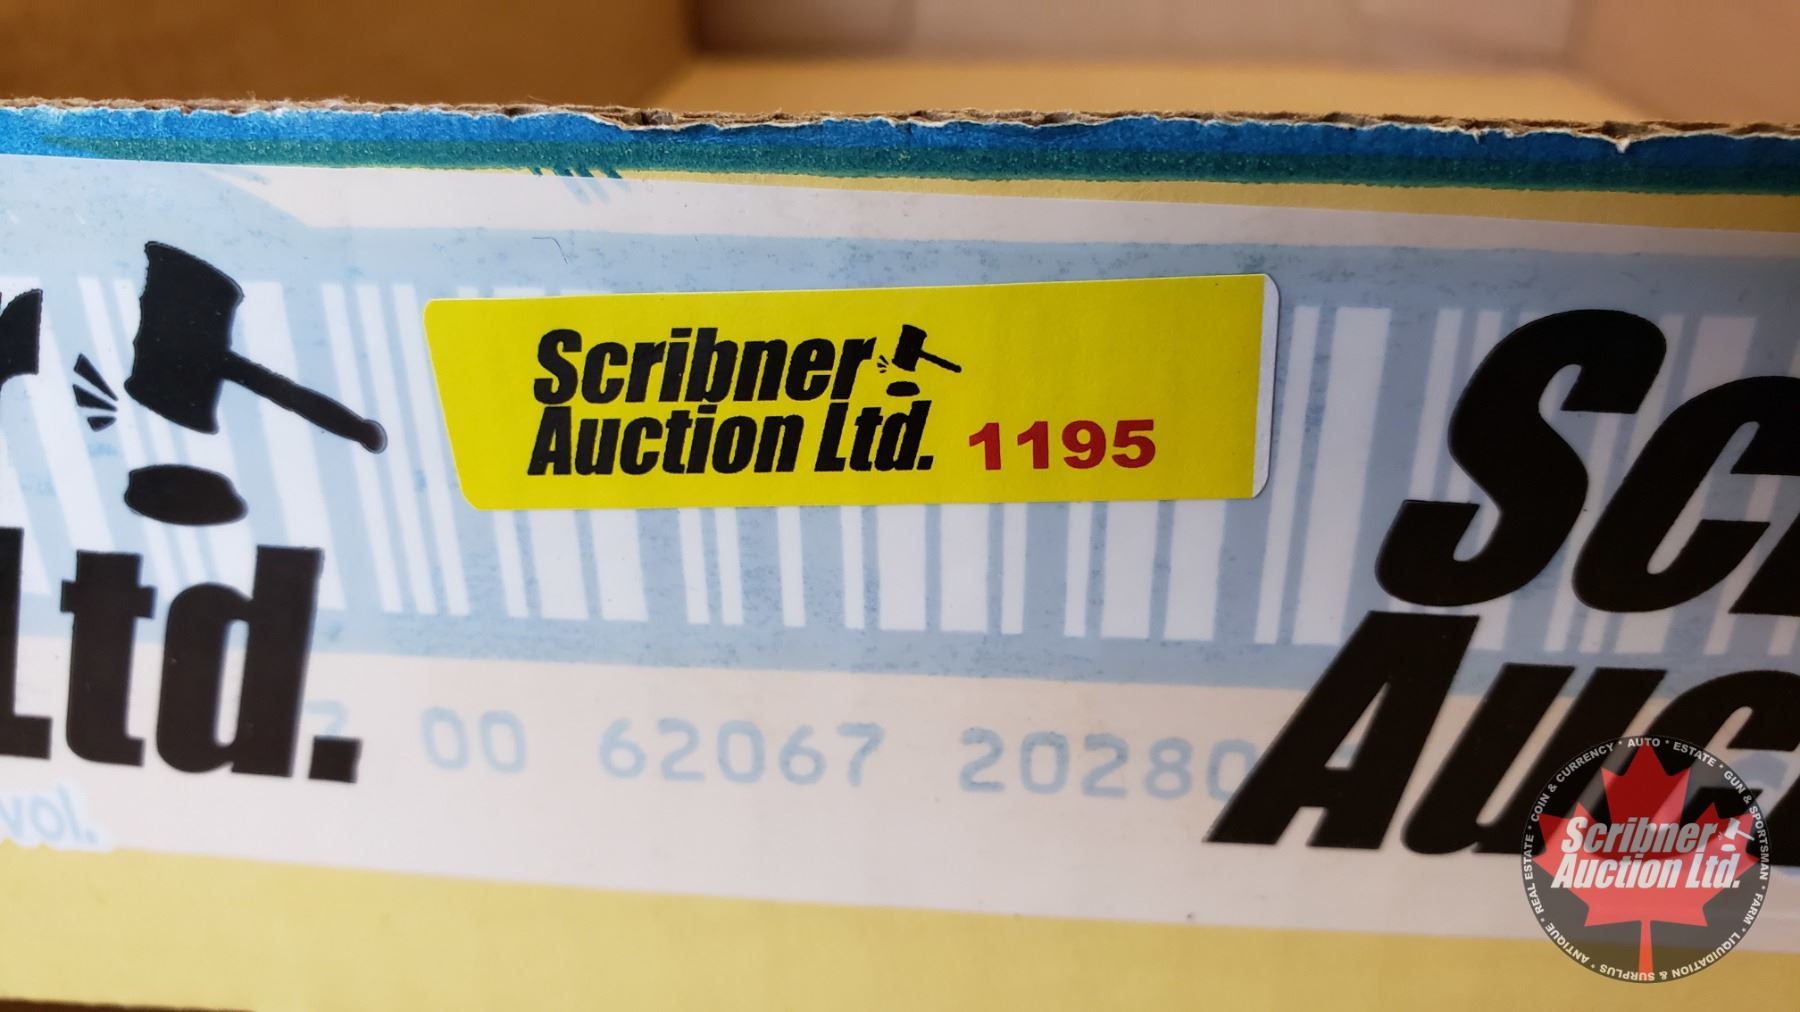 Scribner
Auction Ltd. 1195
r
Ltd.
Sc
Auc
00 62067 20280
vol.
COIN & CURRENCY • AUTO • ESTATE • GUN & SPORTSMAN • FARM • LIQUIDATION & SURPLUS • ANTIQUE • REAL ESTATE •
Scribner
Auction Ltd.